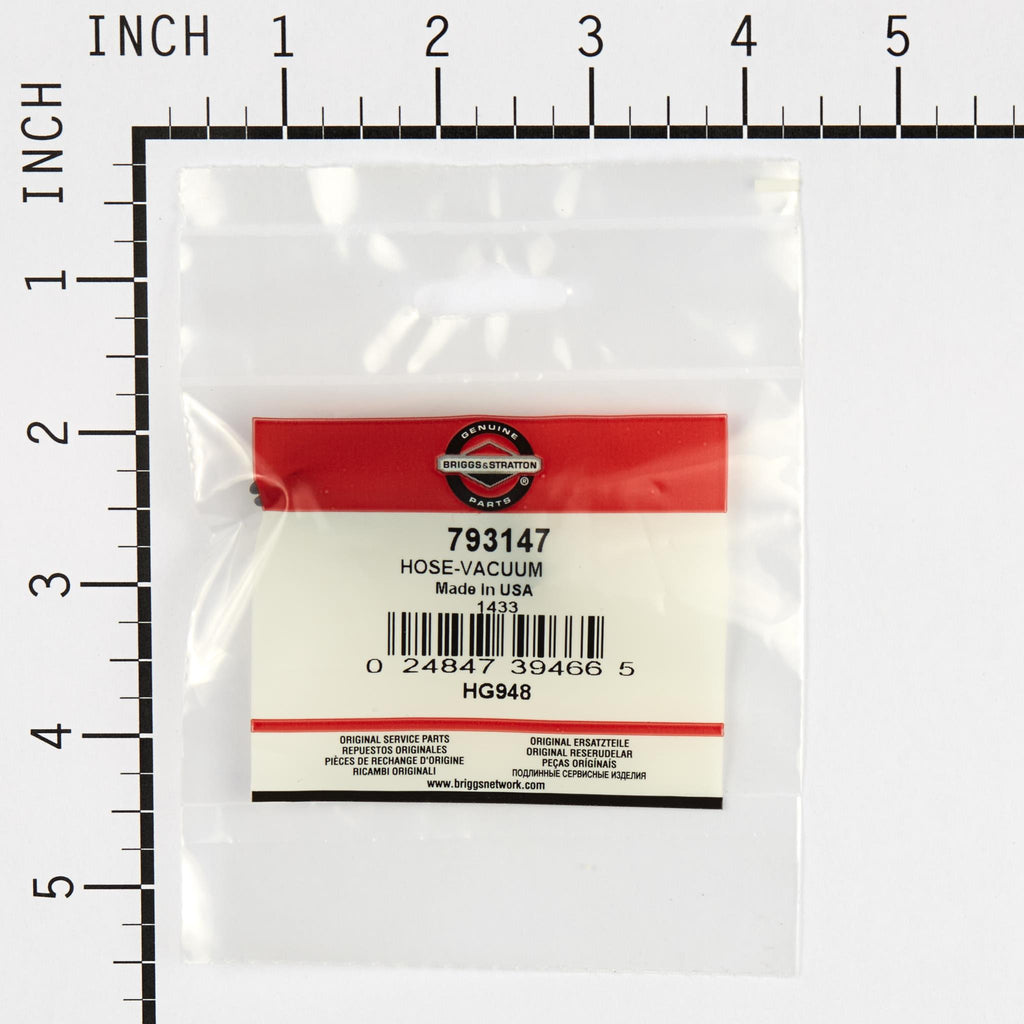 INCH 1 2 3 4 5
INCH 1 2 3 4 5
GENUINE
BRIGGS&STRATTON
®
PARTS
793147
HOSE-VACUUM
Made In USA
1433
0 24847 39466 5
HG948
ORIGINAL SERVICE PARTS
REPUESTOS ORIGINALES
PIÈCES DE RECHANGE D'ORIGINE
RICAMBI ORIGINALI
ORIGINAL ERSATZTEILE
ORIGINAL RESERUDELAR
PEÇAS ORIGÍNAIS
ПОДЛИННЫЕ СЕРВИСНЫЕ ИЗДЕЛИЯ
www.briggsnetwork.com